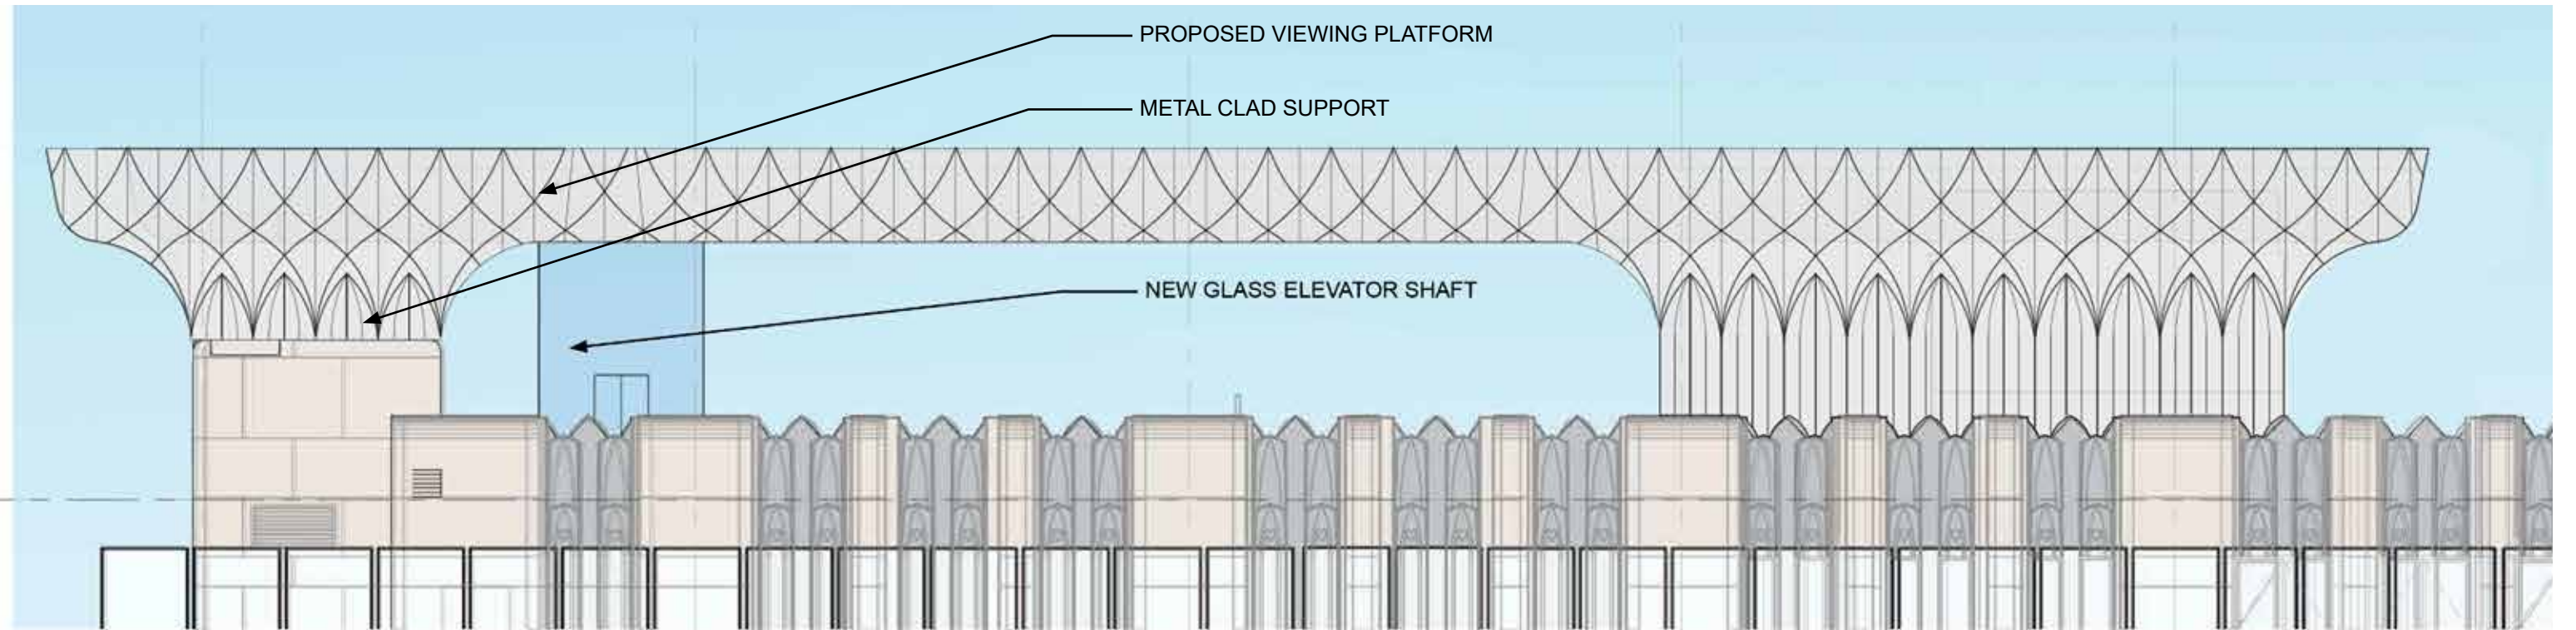 PROPOSED VIEWING PLATFORM
METAL CLAD SUPPORT
NEW GLASS ELEVATOR SHAFT